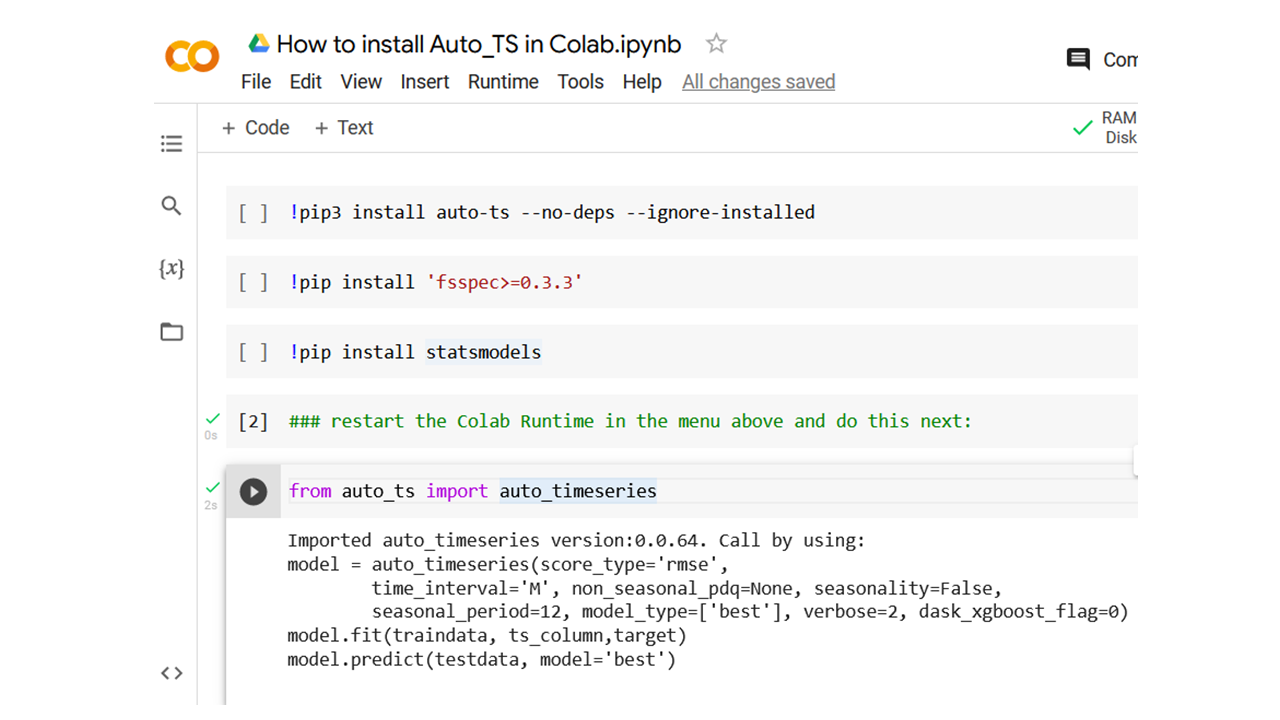 How to install Auto_TS in Colab.ipynb
File Edit View Insert Runtime Tools Help All changes saved
+ Code + Text
RAM
Disk
[ ] !pip3 install auto-ts --no-deps --ignore-installed
{x}
[ ] !pip install 'fsspec>=0.3.3'
[ ] !pip install statsmodels
[2] ### restart the Colab Runtime in the menu above and do this next:
0s
from auto_ts import auto_timeseries
2s
Imported auto_timeseries version:0.0.64. Call by using:
model = auto_timeseries(score_type='rmse',
time_interval='M', non_seasonal_pdq=None, seasonality=False,
seasonal_period=12, model_type=['best'], verbose=2, dask_xgboost_flag=0)
model.fit(traindata, ts_column,target)
model.predict(testdata, model='best')